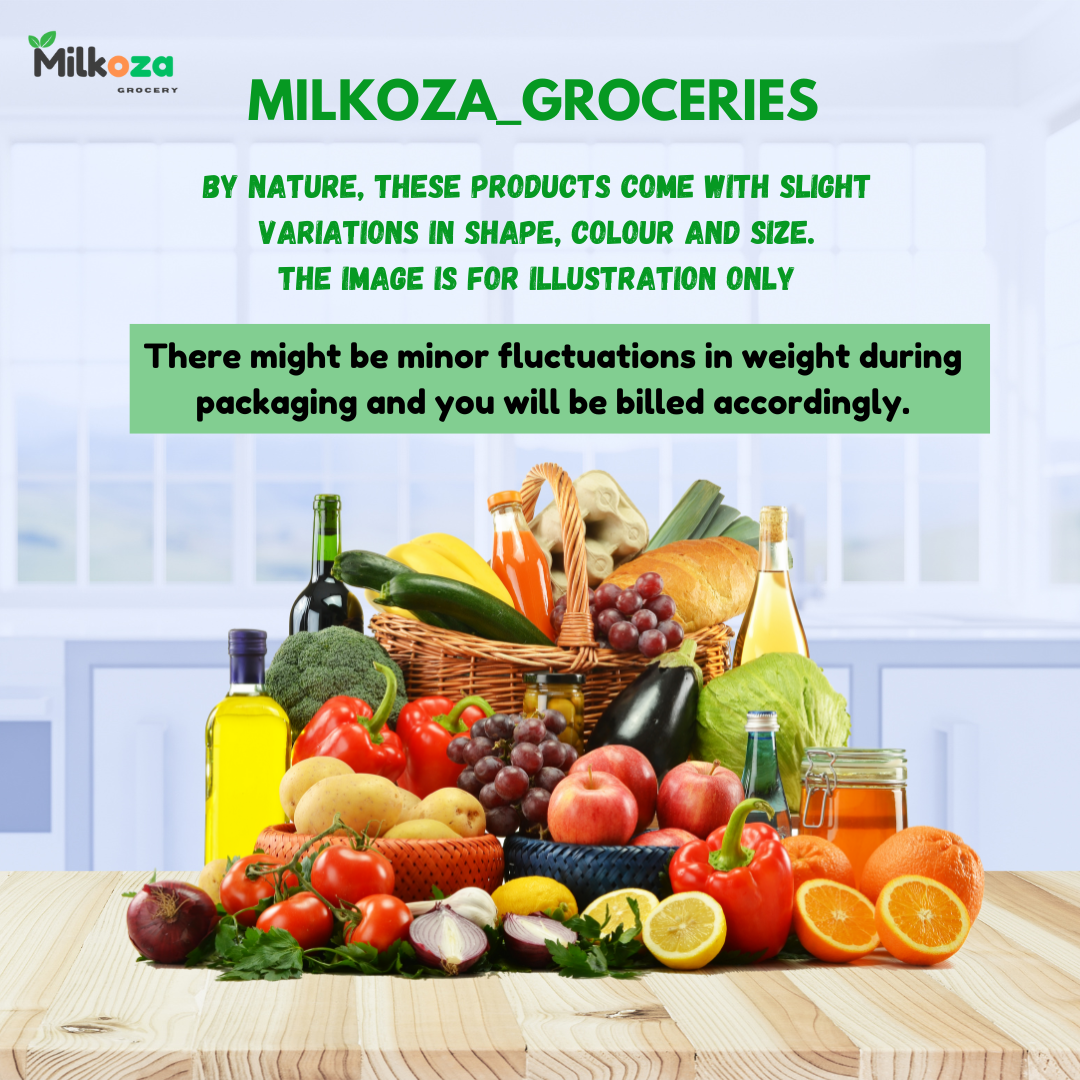 Milkoza
GROCERY
MILKOZA_GROCERIES
BY NATURE, THESE PRODUCTS COME WITH SLIGHT
VARIATIONS IN SHAPE, COLOUR AND SIZE.
THE IMAGE IS FOR ILLUSTRATION ONLY
There might be minor fluctuations in weight during
packaging and you will be billed accordingly.